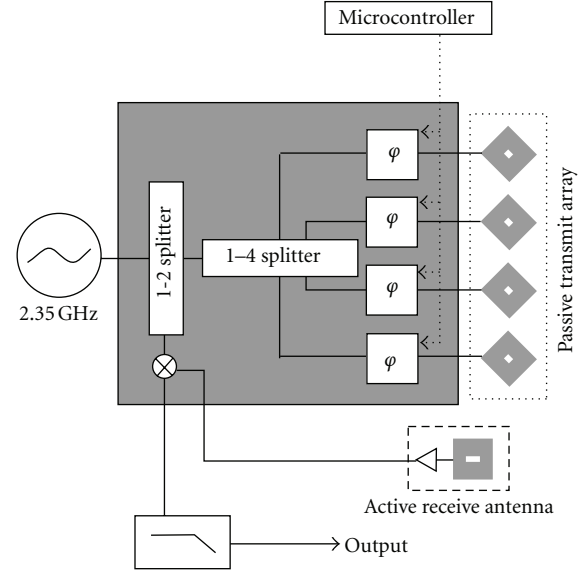 Microcontroller
φ
φ
φ
φ
1-2 splitter
1–4 splitter
2.35 GHz
Passive transmit array
Active receive antenna
Output